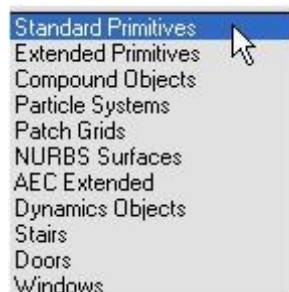 Standard Primitives
Extended Primitives
Compound Objects
Particle Systems
Patch Grids
NURBS Surfaces
AEC Extended
Dynamics Objects
Stairs
Doors
Windows